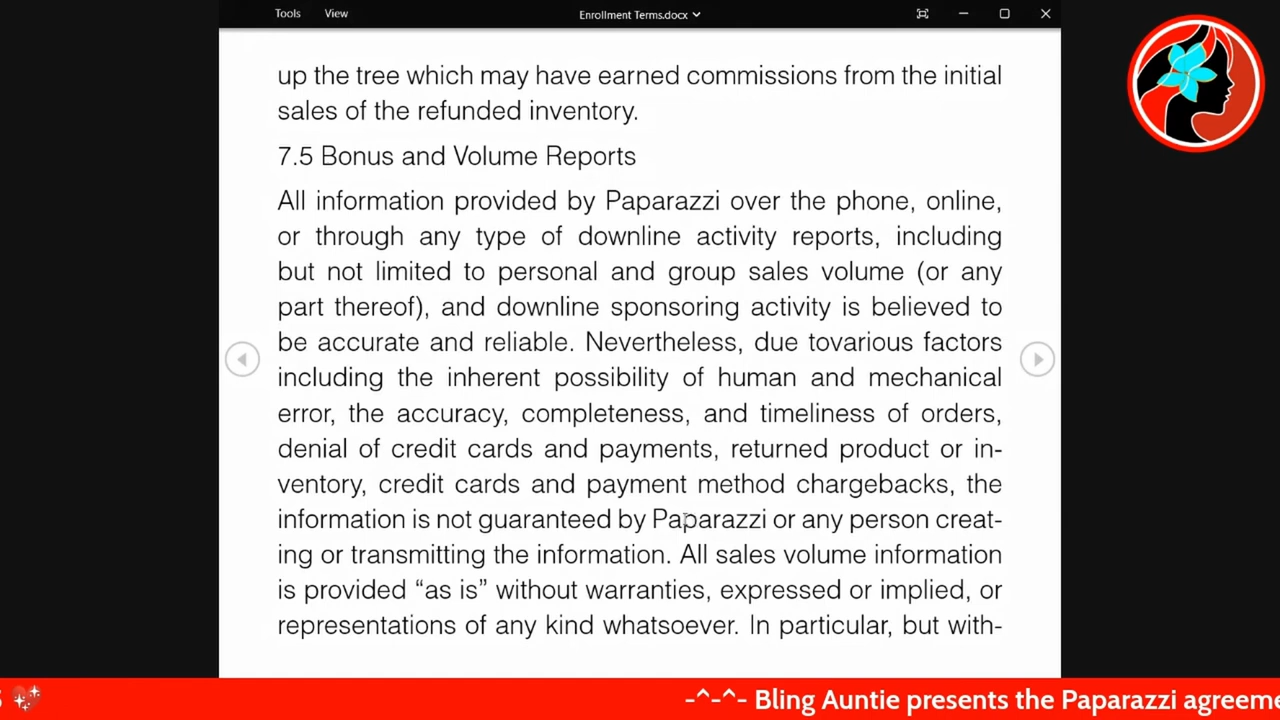 Tools View Enrollment Terms.docx
up the tree which may have earned commissions from the initial
sales of the refunded inventory.
7.5 Bonus and Volume Reports
All information provided by Paparazzi over the phone, online,
or through any type of downline activity reports, including
but not limited to personal and group sales volume (or any
part thereof), and downline sponsoring activity is believed to
be accurate and reliable. Nevertheless, due tovarious factors
including the inherent possibility of human and mechanical
error, the accuracy, completeness, and timeliness of orders,
denial of credit cards and payments, returned product or in-
ventory, credit cards and payment method chargebacks, the
information is not guaranteed by Paparazzi or any person creat-
ing or transmitting the information. All sales volume information
is provided “as is” without warranties, expressed or implied, or
representations of any kind whatsoever. In particular, but with-
-^-^- Bling Auntie presents the Paparazzi agreeme